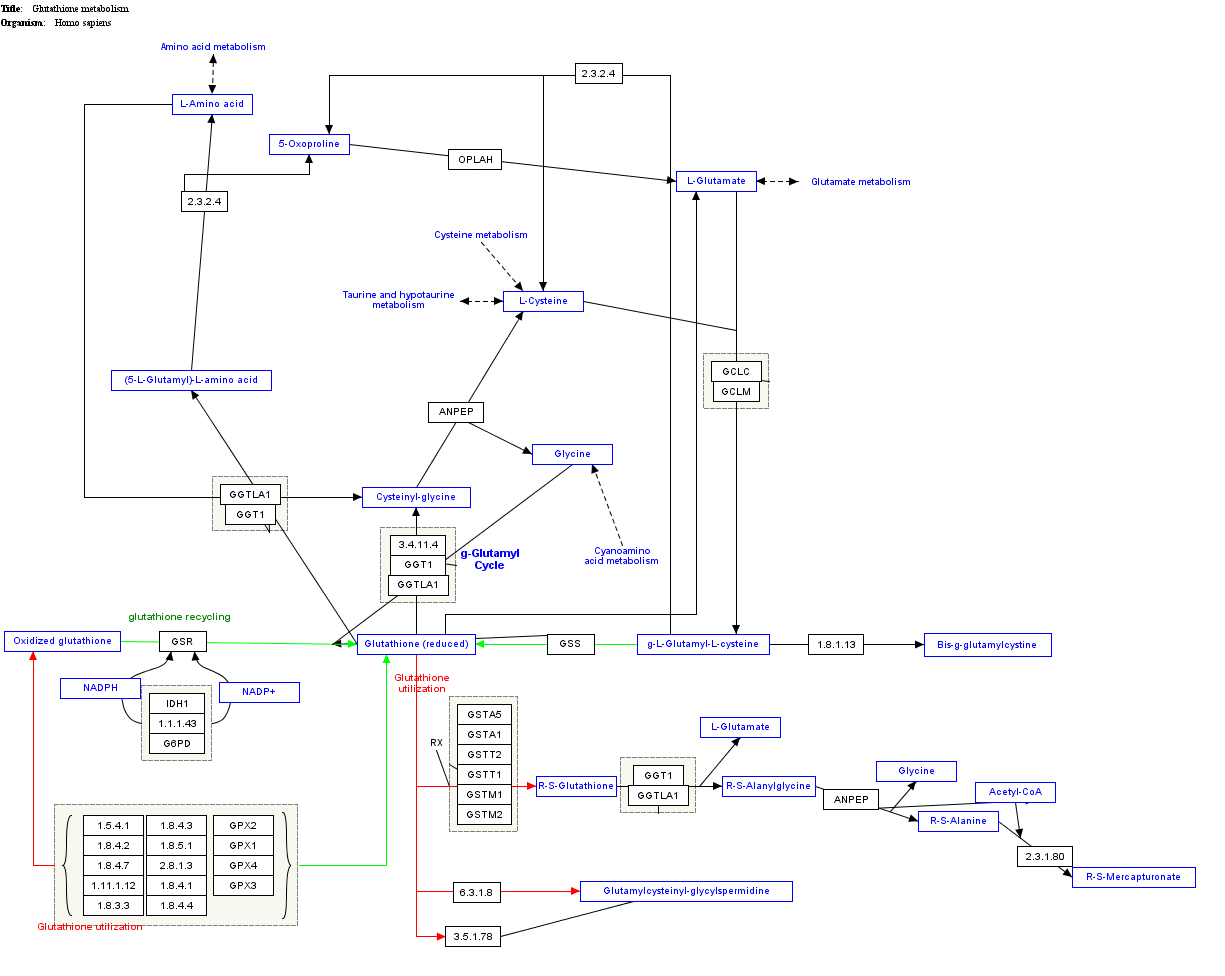 Title: Glutathione metabolism
Organism: Homo sapiens
Amino acid metabolism
2.3.2.4
L-Amino acid
5-Oxoproline
OPLAH
L-Glutamate
Glutamate metabolism
2.3.2.4
Cysteine metabolism
Taurine and hypotaurine
metabolism
L-Cysteine
(5-L-Glutamyl)-L-amino acid
GCLC
GCLM
ANPEP
Glycine
GGTLA1
GGT1
Cysteinyl-glycine
3.4.11.4
GGT1
GGTLA1
g-Glutamyl
Cycle
Cyanoamino
acid metabolism
glutathione recycling
Oxidized glutathione
GSR
Glutathione (reduced)
GSS
g-L-Glutamyl-L-cysteine
1.8.1.13
Bis-g-glutamylcystine
NADPH
NADP+
IDH1
1.1.1.43
G6PD
Glutathione
utilization
RX
GSTA5
GSTA1
GSTT2
GSTT1
GSTM1
GSTM2
R-S-Glutathione
GGT1
GGTLA1
L-Glutamate
R-S-Alanylglycine
ANPEP
Glycine
Acetyl-CoA
R-S-Alanine
2.3.1.80
R-S-Mercapturonate
1.5.4.1
1.8.4.3
GPX2
1.8.4.2
1.8.5.1
GPX1
1.8.4.7
2.8.1.3
GPX4
1.11.1.12
1.8.4.1
GPX3
1.8.3.3
1.8.4.4
Glutathione utilization
6.3.1.8
Glutamylcysteinyl-glycylspermidine
3.5.1.78